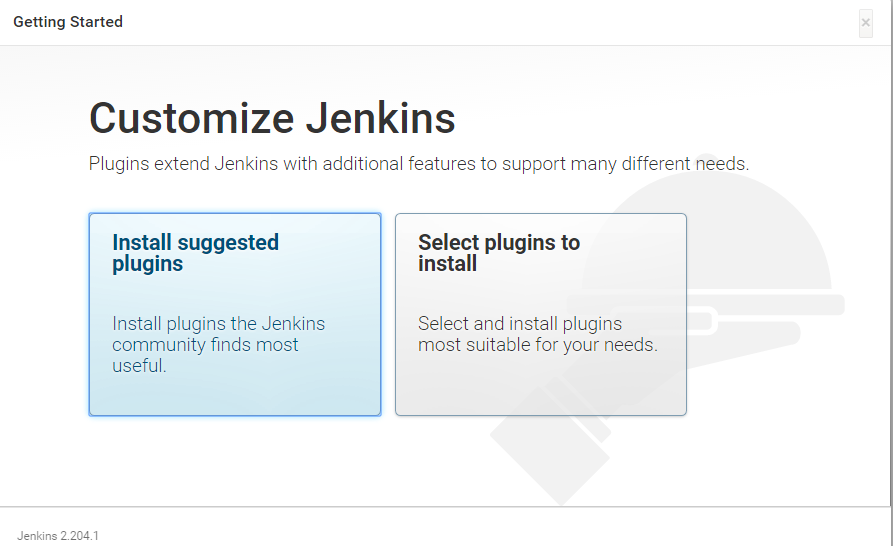 Getting Started
×
Customize Jenkins
Plugins extend Jenkins with additional features to support many different needs.
Install suggested
plugins
Install plugins the Jenkins
community finds most
useful.
Select plugins to
install
Select and install plugins
most suitable for your needs.
Jenkins 2.204.1